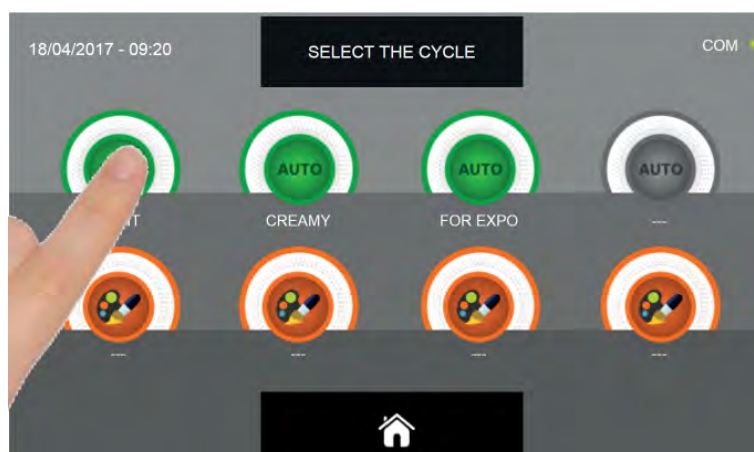 18/04/2017 - 09:20
SELECT THE CYCLE
COM
AUTO
AUTO
AUTO
CREAMY
FOR EXPO
---
---
---
---
---